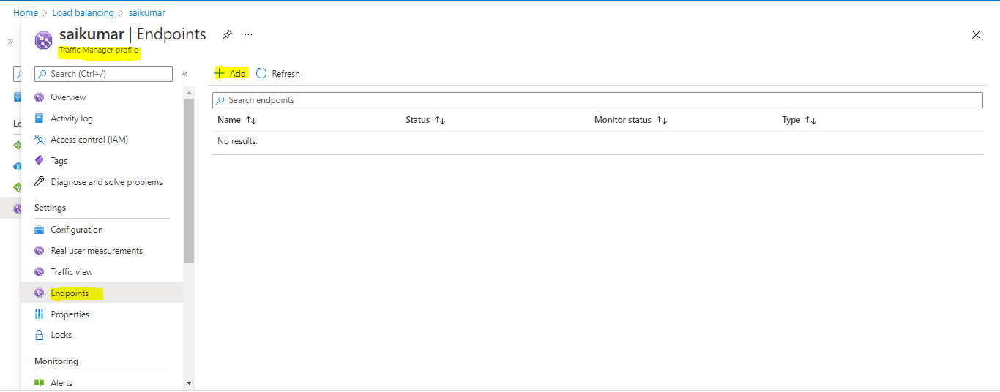 Home > Load balancing > saikumar
saikumar | Endpoints
Traffic Manager profile
Search (Ctrl+/)
Add Refresh
Overview
Activity log
Access control (IAM)
Tags
Diagnose and solve problems
Settings
Configuration
Real user measurements
Traffic view
Endpoints
Properties
Locks
Monitoring
Alerts
Search endpoints
Name Status Monitor status Type
No results.
Lo